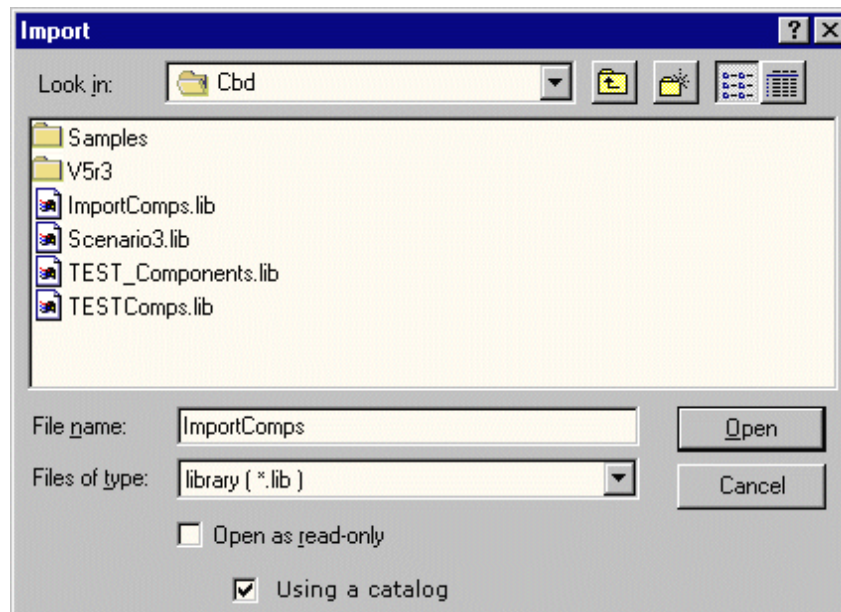 Import
Look in: Cbd
Samples
V5r3
ImportComps.lib
Scenario3.lib
TEST_Components.lib
TESTComps.lib
File name: ImportComps Open
Files of type: library ( *.lib ) Cancel
Open as read-only
Using a catalog